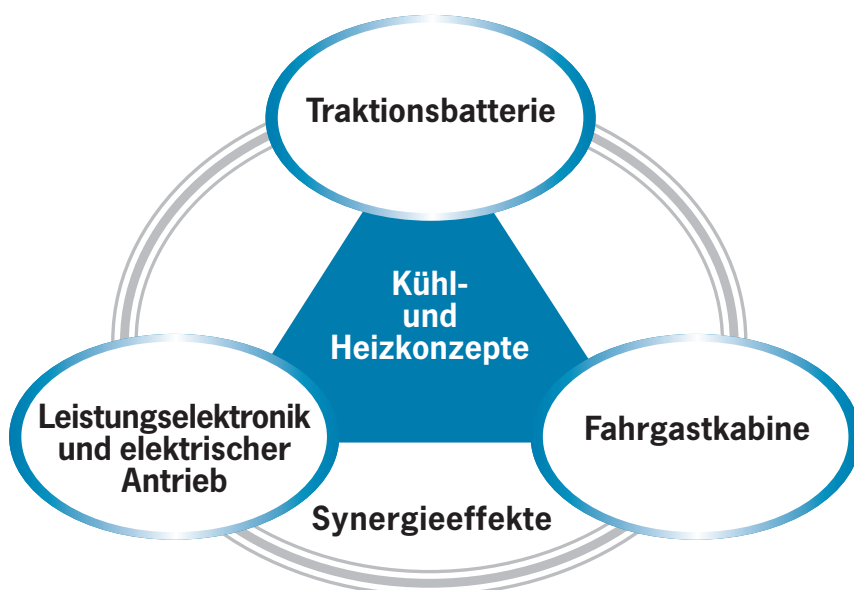 Traktionsbatterie
Kühl-
und
Heizkonzepte
Leistungselektronik
und elektrischer
Antrieb
Fahrgastkabine
Synergieeffekte